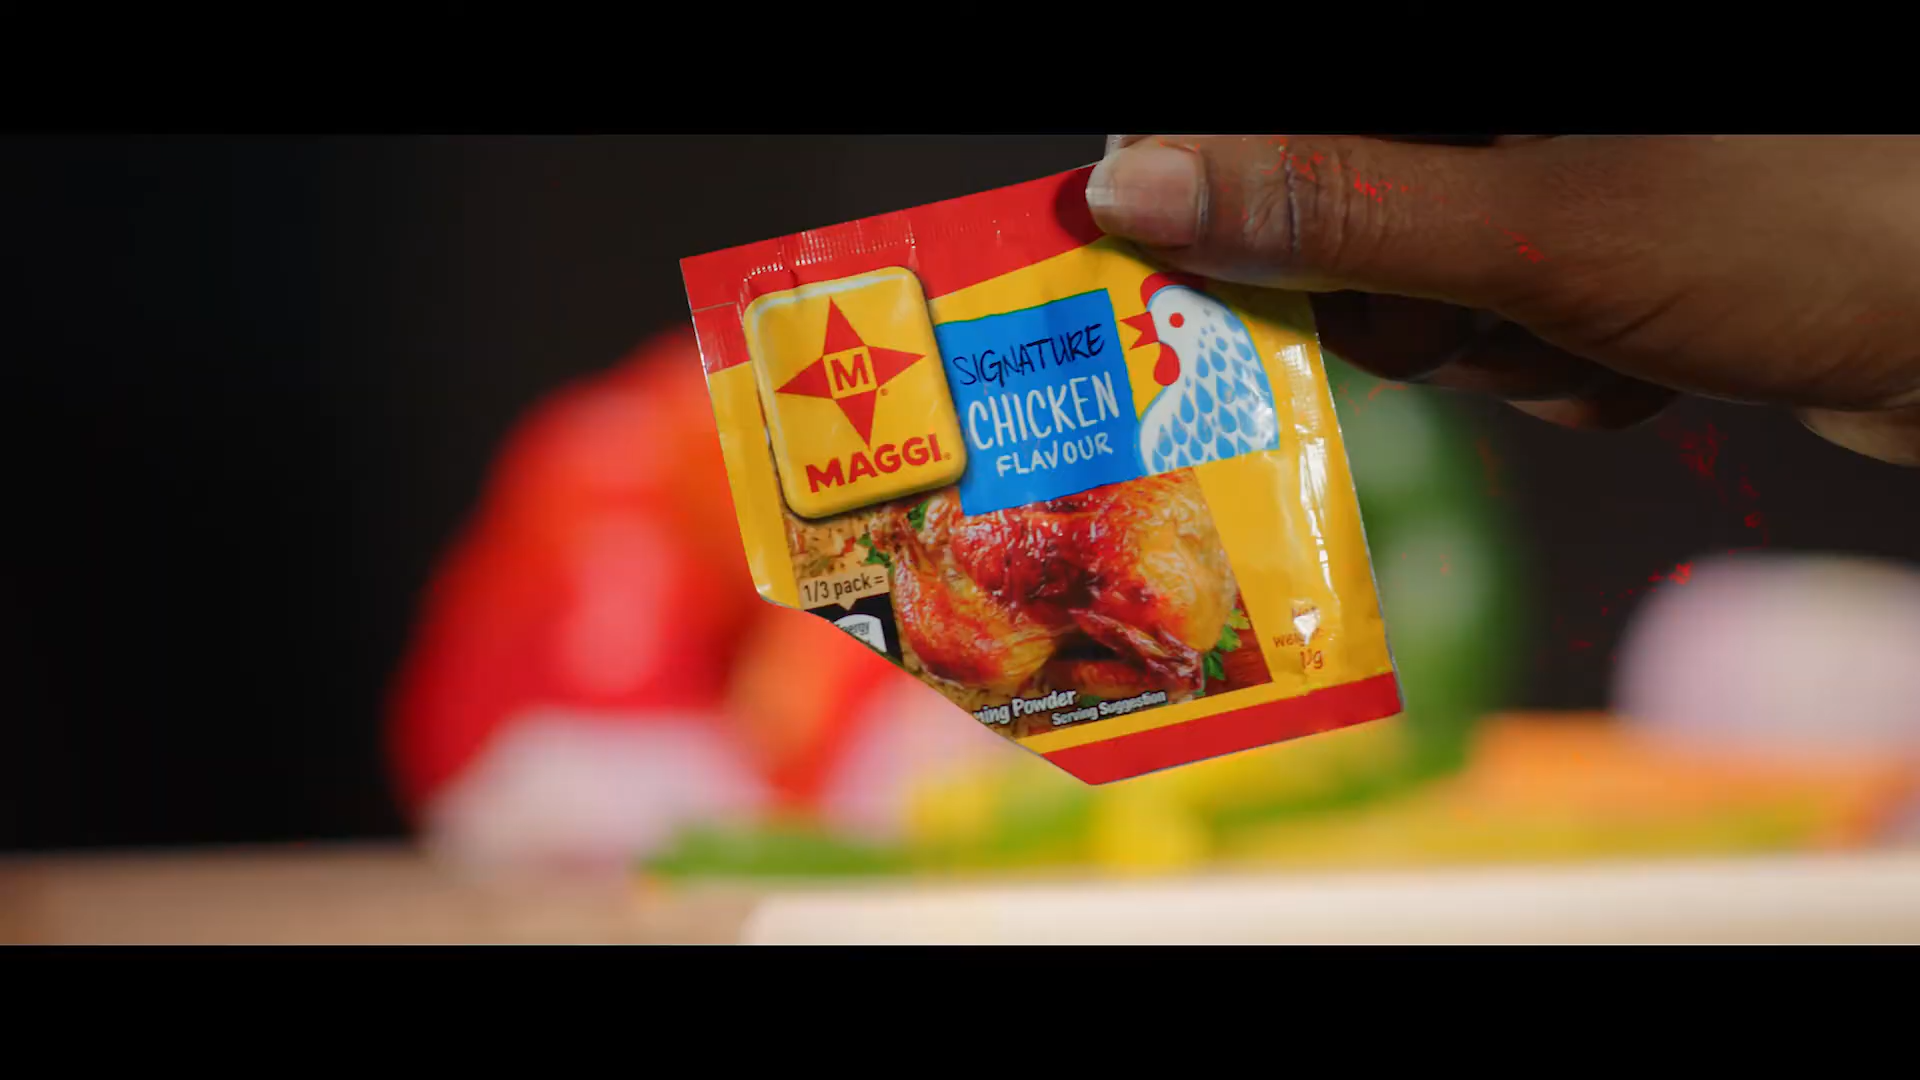 M
MAGGI
SIGNATURE
CHICKEN
FLAVOUR
1/3 pack =
Serving Suggestion
Powder